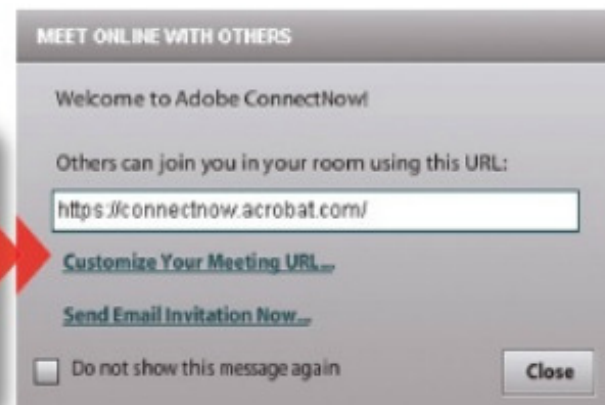 MEET ONLINE WITH OTHERS
Welcome to Adobe ConnectNow!
Others can join you in your room using this URL:
https://connectnow.acrobat.com/
Customize Your Meeting URL...
Send Email Invitation Now...
Do not show this message again
Close